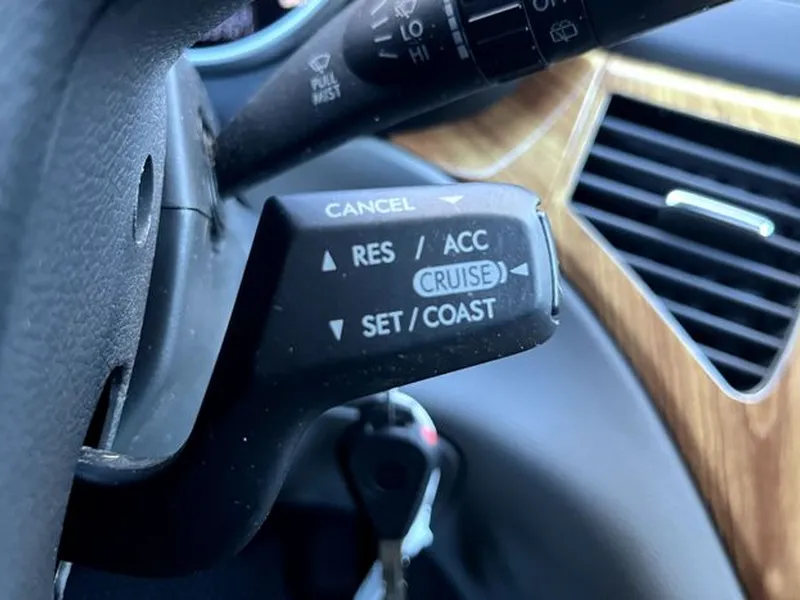 LO
HI
PULL
MIST
CANCEL
RES / ACC
CRUISE
SET/COAST